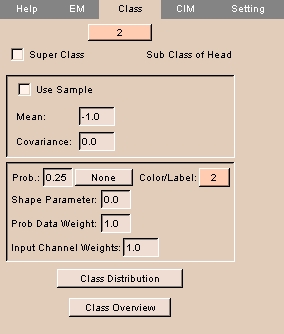 Help EM Class CIM Setting
2
Super Class Sub Class of Head
Use Sample
Mean: -1.0
Covariance: 0.0
Prob.: 0.25 None Color/Label: 2
Shape Parameter: 0.0
Prob Data Weight: 1.0
Input Channel Weights: 1.0
Class Distribution
Class Overview